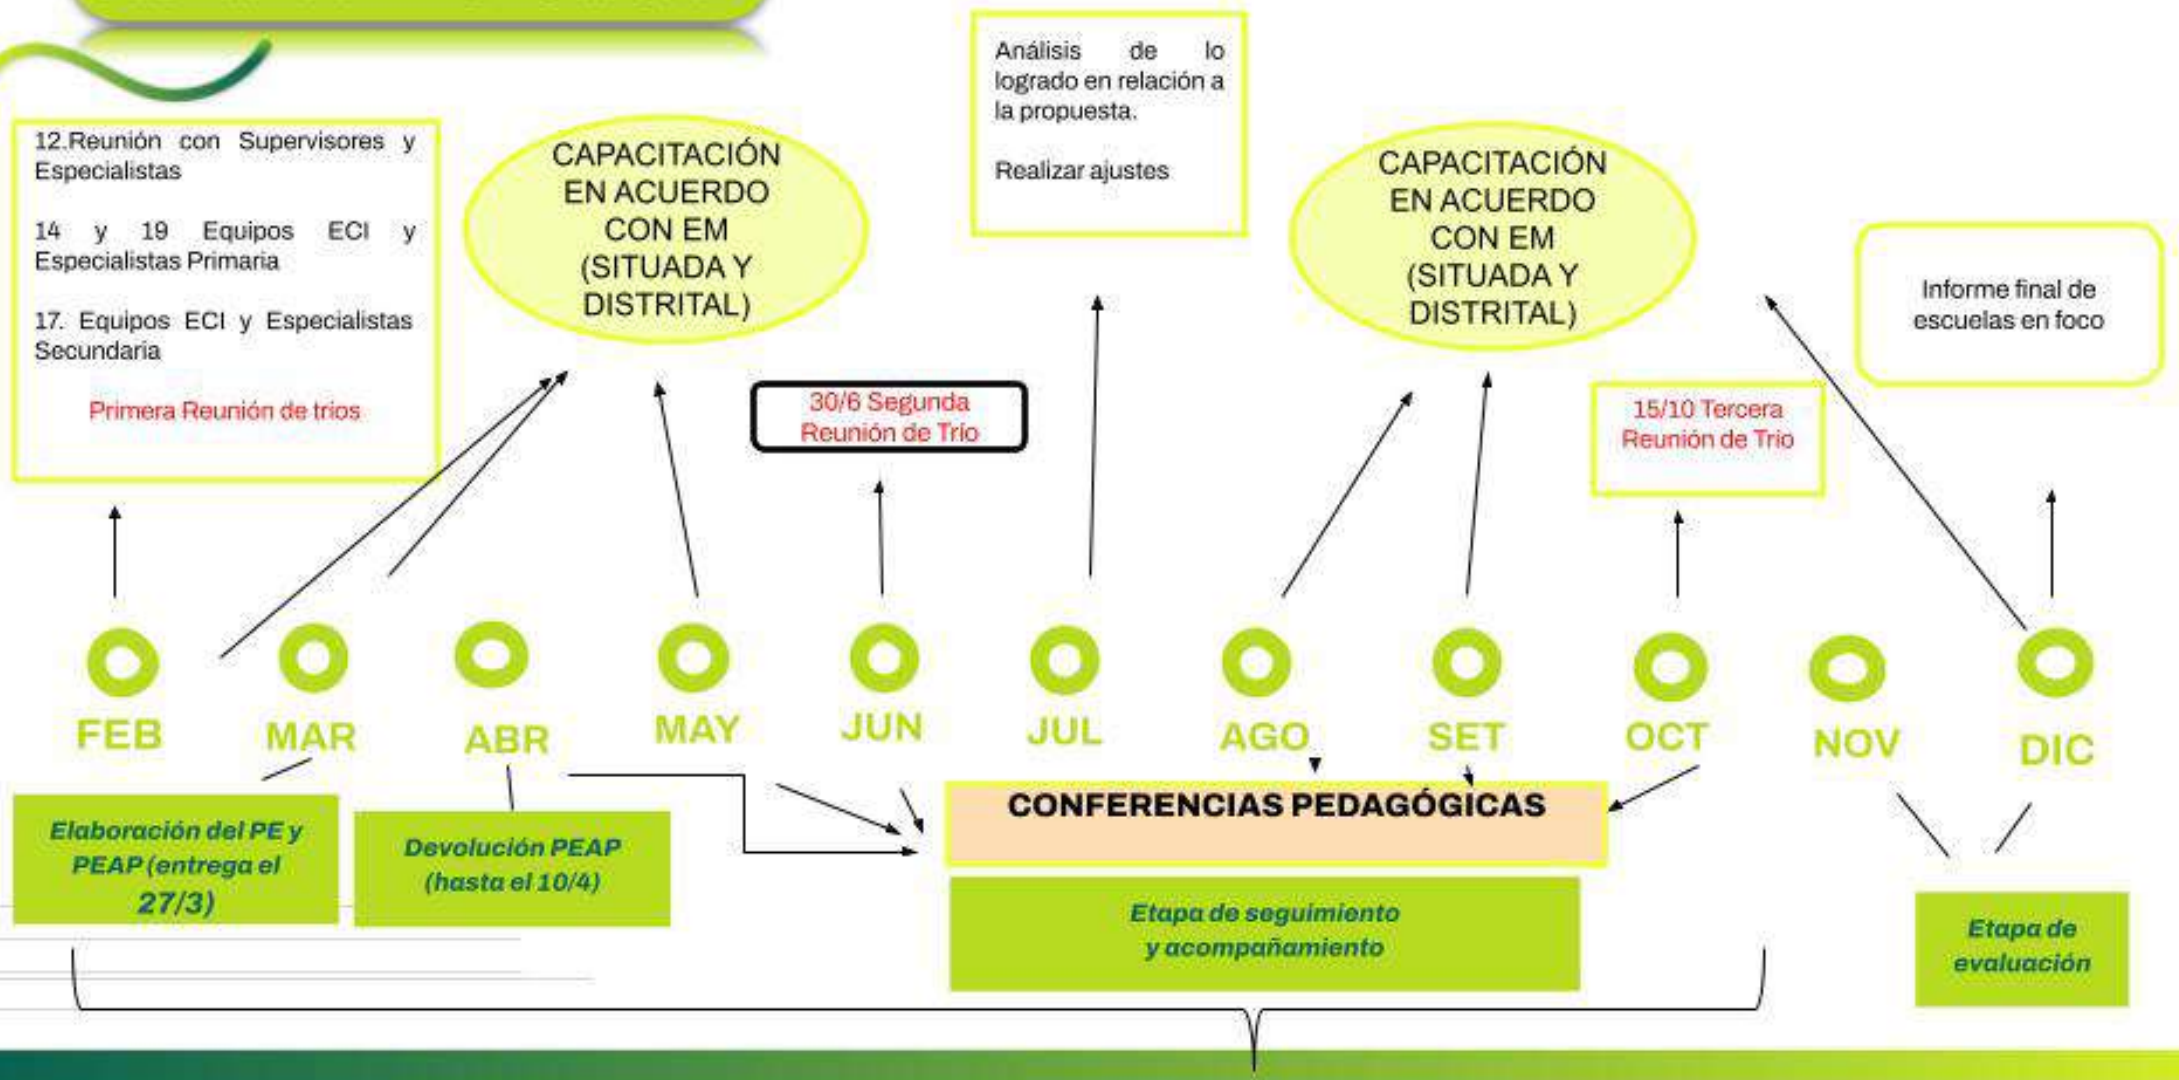 12.Reunión con Supervisores y
Especialistas
14 y 19 Equipos ECI y
Especialistas Primaria
17. Equipos ECI y Especialistas
Secundaria
Primera Reunión de trios
CAPACITACIÓN
EN ACUERDO
CON EM
(SITUADA Y
DISTRITAL)
30/6 Segunda
Reunión de Trío
Análisis de lo
logrado en relación a
la propuesta.
Realizar ajustes
CAPACITACIÓN
EN ACUERDO
CON EM
(SITUADA Y
DISTRITAL)
15/10 Tercera
Reunión de Trio
Informe final de
escuelas en foco
FEB
MAR
ABR
MAY
JUN
JUL
AGO
SET
OCT
NOV
DIC
Elaboración del PE y
PEAP (entrega el
27/3)
Devolución PEAP
(hasta el 10/4)
CONFERENCIAS PEDAGÓGICAS
Etapa de seguimiento
y acompañamiento
Etapa de
evaluación